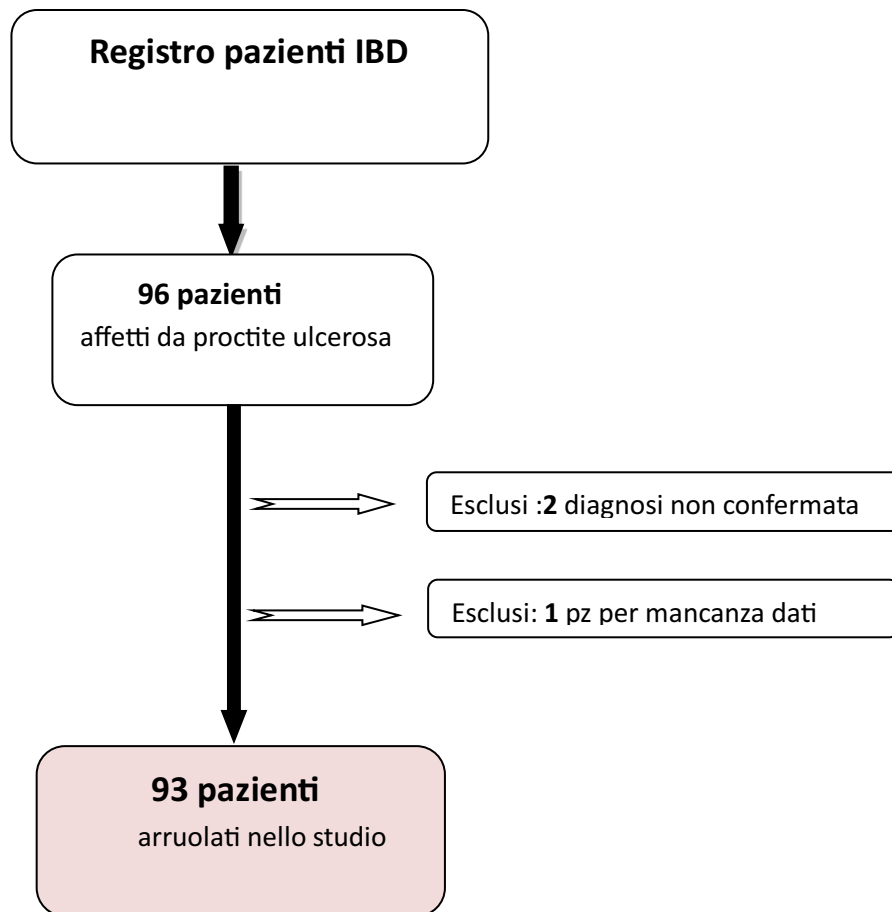 Registro pazienti IBD
96 pazienti
affetti da proctite ulcerosa
Esclusi :2 diagnosi non confermata
Esclusi: 1 pz per mancanza dati
93 pazienti
arruolati nello studio